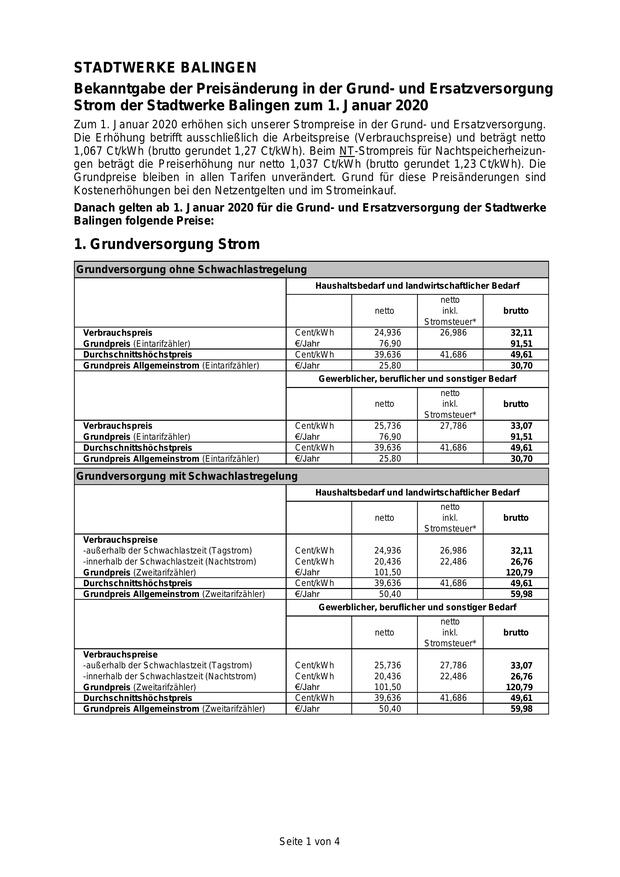 STADTWERKE BALINGEN
Bekanntgabe der Preisänderung in der Grund- und Ersatzversorgung
Strom der Stadtwerke Balingen zum 1. Januar 2020
Zum 1. Januar 2020 erhöhen sich unserer Strompreise in der Grund- und Ersatzversorgung.
Die Erhöhung betrifft ausschließlich die Arbeitspreise (Verbrauchspreise) und beträgt netto
1,067 Ct/kWh (brutto gerundet 1,27 Ct/kWh). Beim NT-Strompreis für Nachtspeicherheizun-
gen beträgt die Preiserhöhung nur netto 1,037 Ct/kWh (brutto gerundet 1,23 Ct/kWh). Die
Grundpreise bleiben in allen Tarifen unverändert. Grund für diese Preisänderungen sind
Kostenerhöhungen bei den Netzentgelten und im Stromeinkauf.
Danach gelten ab 1. Januar 2020 für die Grund- und Ersatzversorgung der Stadtwerke
Balingen folgende Preise:
1. Grundversorgung Strom
Grundversorgung ohne Schwachlastregelung
Haushaltsbedarf und landwirtschaftlicher Bedarf
netto
netto
inkl.
Stromsteuer*
brutto
Verbrauchspreis Cent/kWh 24,936 26,986 32,11
Grundpreis (Eintarifzähler) €/Jahr 76,90 91,51
Durchschnittshöchstpreis Cent/kWh 39,636 41,686 49,61
Grundpreis Allgemeinstrom (Eintarifzähler) €/Jahr 25,80 30,70
Gewerblicher, beruflicher und sonstiger Bedarf
netto
netto
inkl.
Stromsteuer*
brutto
Verbrauchspreis Cent/kWh 25,736 27,786 33,07
Grundpreis (Eintarifzähler) €/Jahr 76,90 91,51
Durchschnittshöchstpreis Cent/kWh 39,636 41,686 49,61
Grundpreis Allgemeinstrom (Eintarifzähler) €/Jahr 25,80 30,70
Grundversorgung mit Schwachlastregelung
Haushaltsbedarf und landwirtschaftlicher Bedarf
netto
netto
inkl.
Stromsteuer*
brutto
Verbrauchspreise
-außerhalb der Schwachlastzeit (Tagstrom) Cent/kWh 24,936 26,986 32,11
-innerhalb der Schwachlastzeit (Nachtstrom) Cent/kWh 20,436 22,486 26,76
Grundpreis (Zweitarifzähler) €/Jahr 101,50 120,79
Durchschnittshöchstpreis Cent/kWh 39,636 41,686 49,61
Grundpreis Allgemeinstrom (Zweitarifzähler) €/Jahr 50,40 59,98
Gewerblicher, beruflicher und sonstiger Bedarf
netto
netto
inkl.
Stromsteuer*
brutto
Verbrauchspreise
-außerhalb der Schwachlastzeit (Tagstrom) Cent/kWh 25,736 27,786 33,07
-innerhalb der Schwachlastzeit (Nachtstrom) Cent/kWh 20,436 22,486 26,76
Grundpreis (Zweitarifzähler) €/Jahr 101,50 120,79
Durchschnittshöchstpreis Cent/kWh 39,636 41,686 49,61
Grundpreis Allgemeinstrom (Zweitarifzähler) €/Jahr 50,40 59,98
Seite 1 von 4